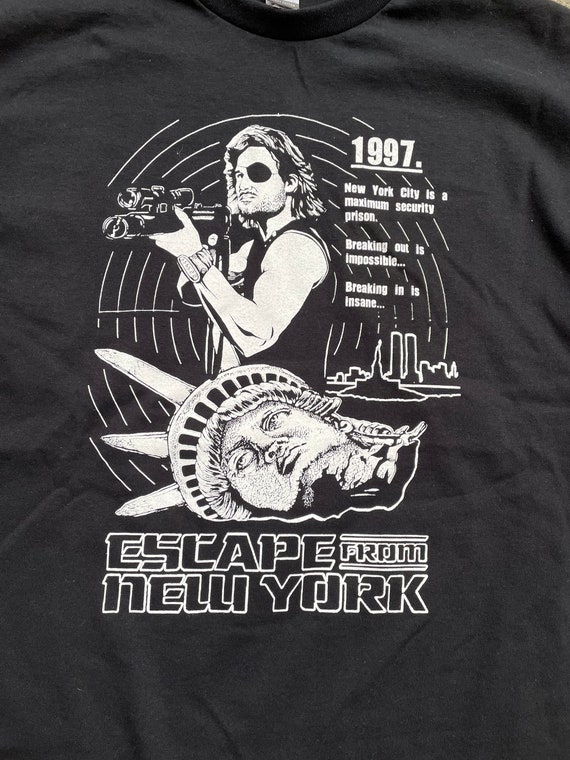 1997.
New York City is a
maximum security
prison.
Breaking out is
impossible...
Breaking in is
insane...
ESCAPE FROM
NEW YORK